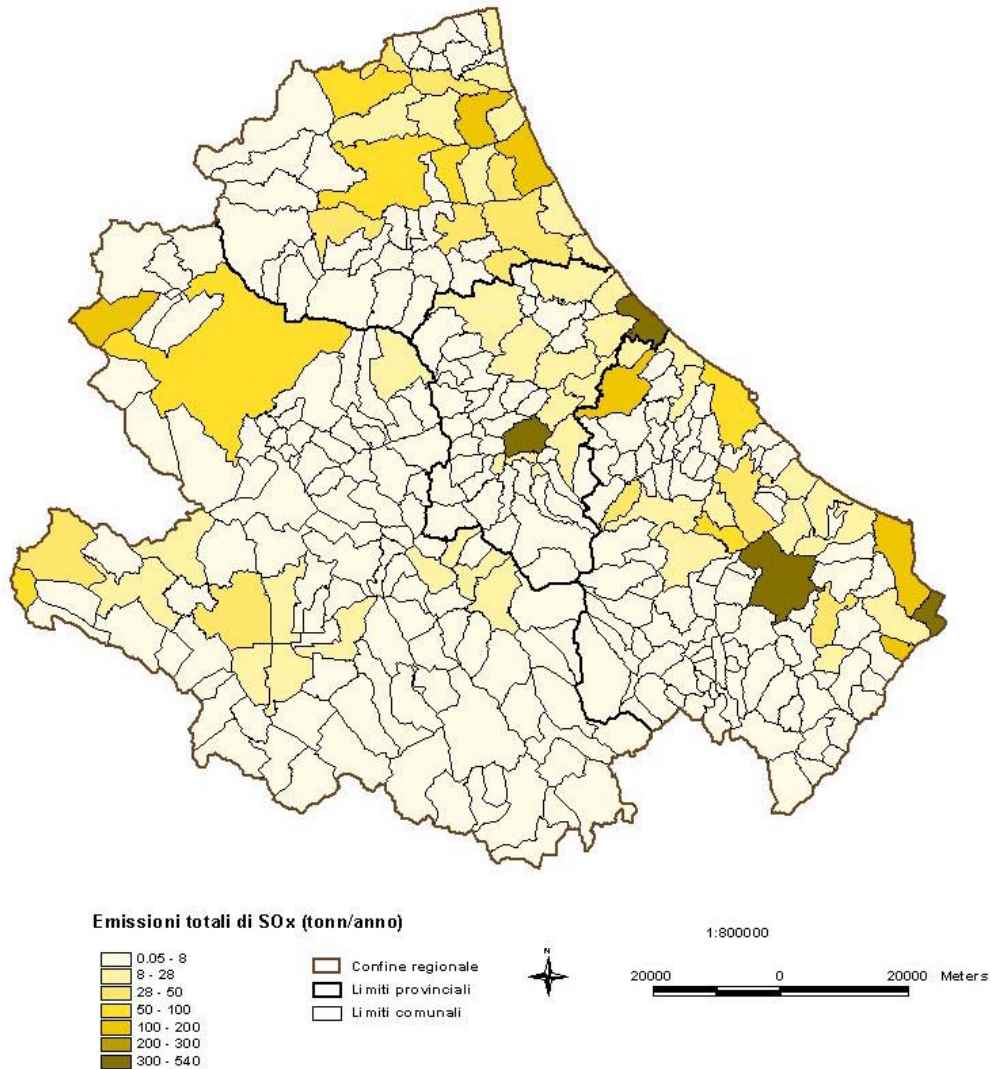 Emissioni totali di SOx (tonn/anno)
0.05 - 8
8 - 28
28 - 50
50 - 100
100 - 200
200 - 300
300 - 540
Confine regionale
Limiti provinciali
Limiti comunali
N
1:800000
20000 0 20000 Meters